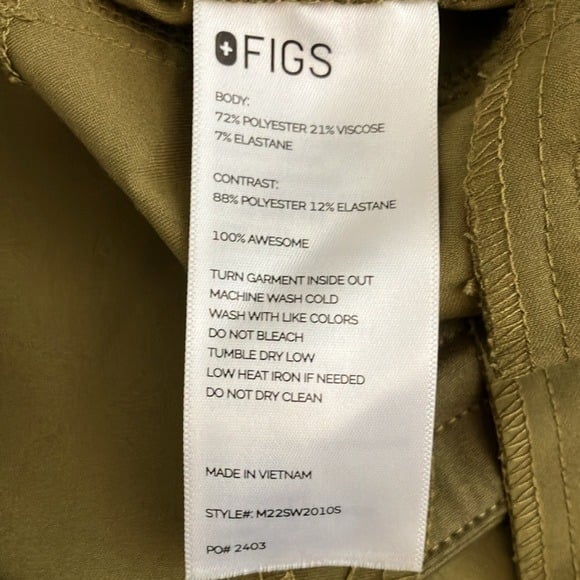 FIGS
BODY:
72% POLYESTER 21% VISCOSE
7% ELASTANE
CONTRAST:
88% POLYESTER 12% ELASTANE
100% AWESOME
TURN GARMENT INSIDE OUT
MACHINE WASH COLD
WASH WITH LIKE COLORS
DO NOT BLEACH
TUMBLE DRY LOW
LOW HEAT IRON IF NEEDED
DO NOT DRY CLEAN
MADE IN VIETNAM
STYLE#: M22SW2010S
PO# 2403